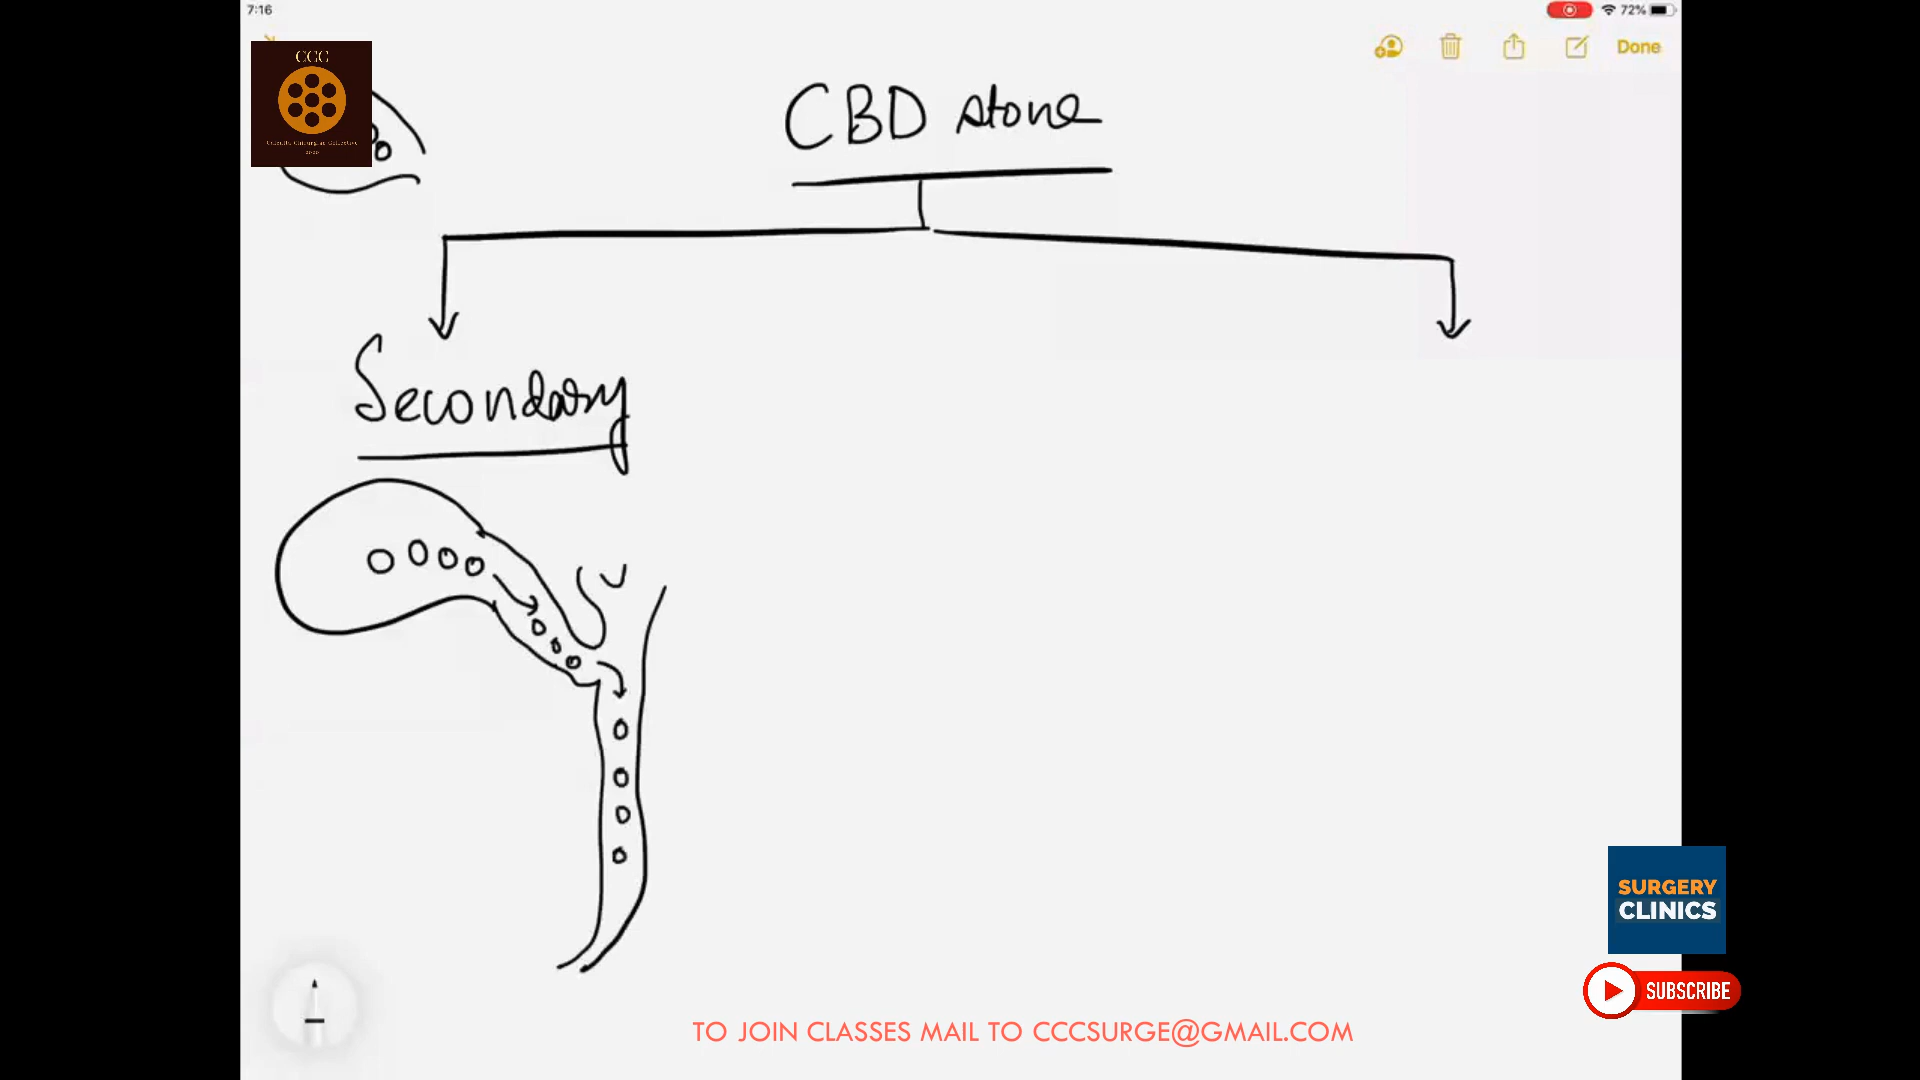 7:16
72%
CCC
2020
Done
CBD stone
Secondary
SURGERY
CLINICS
SUBSCRIBE
TO JOIN CLASSES MAIL TO CCCSURGE@GMAIL.COM